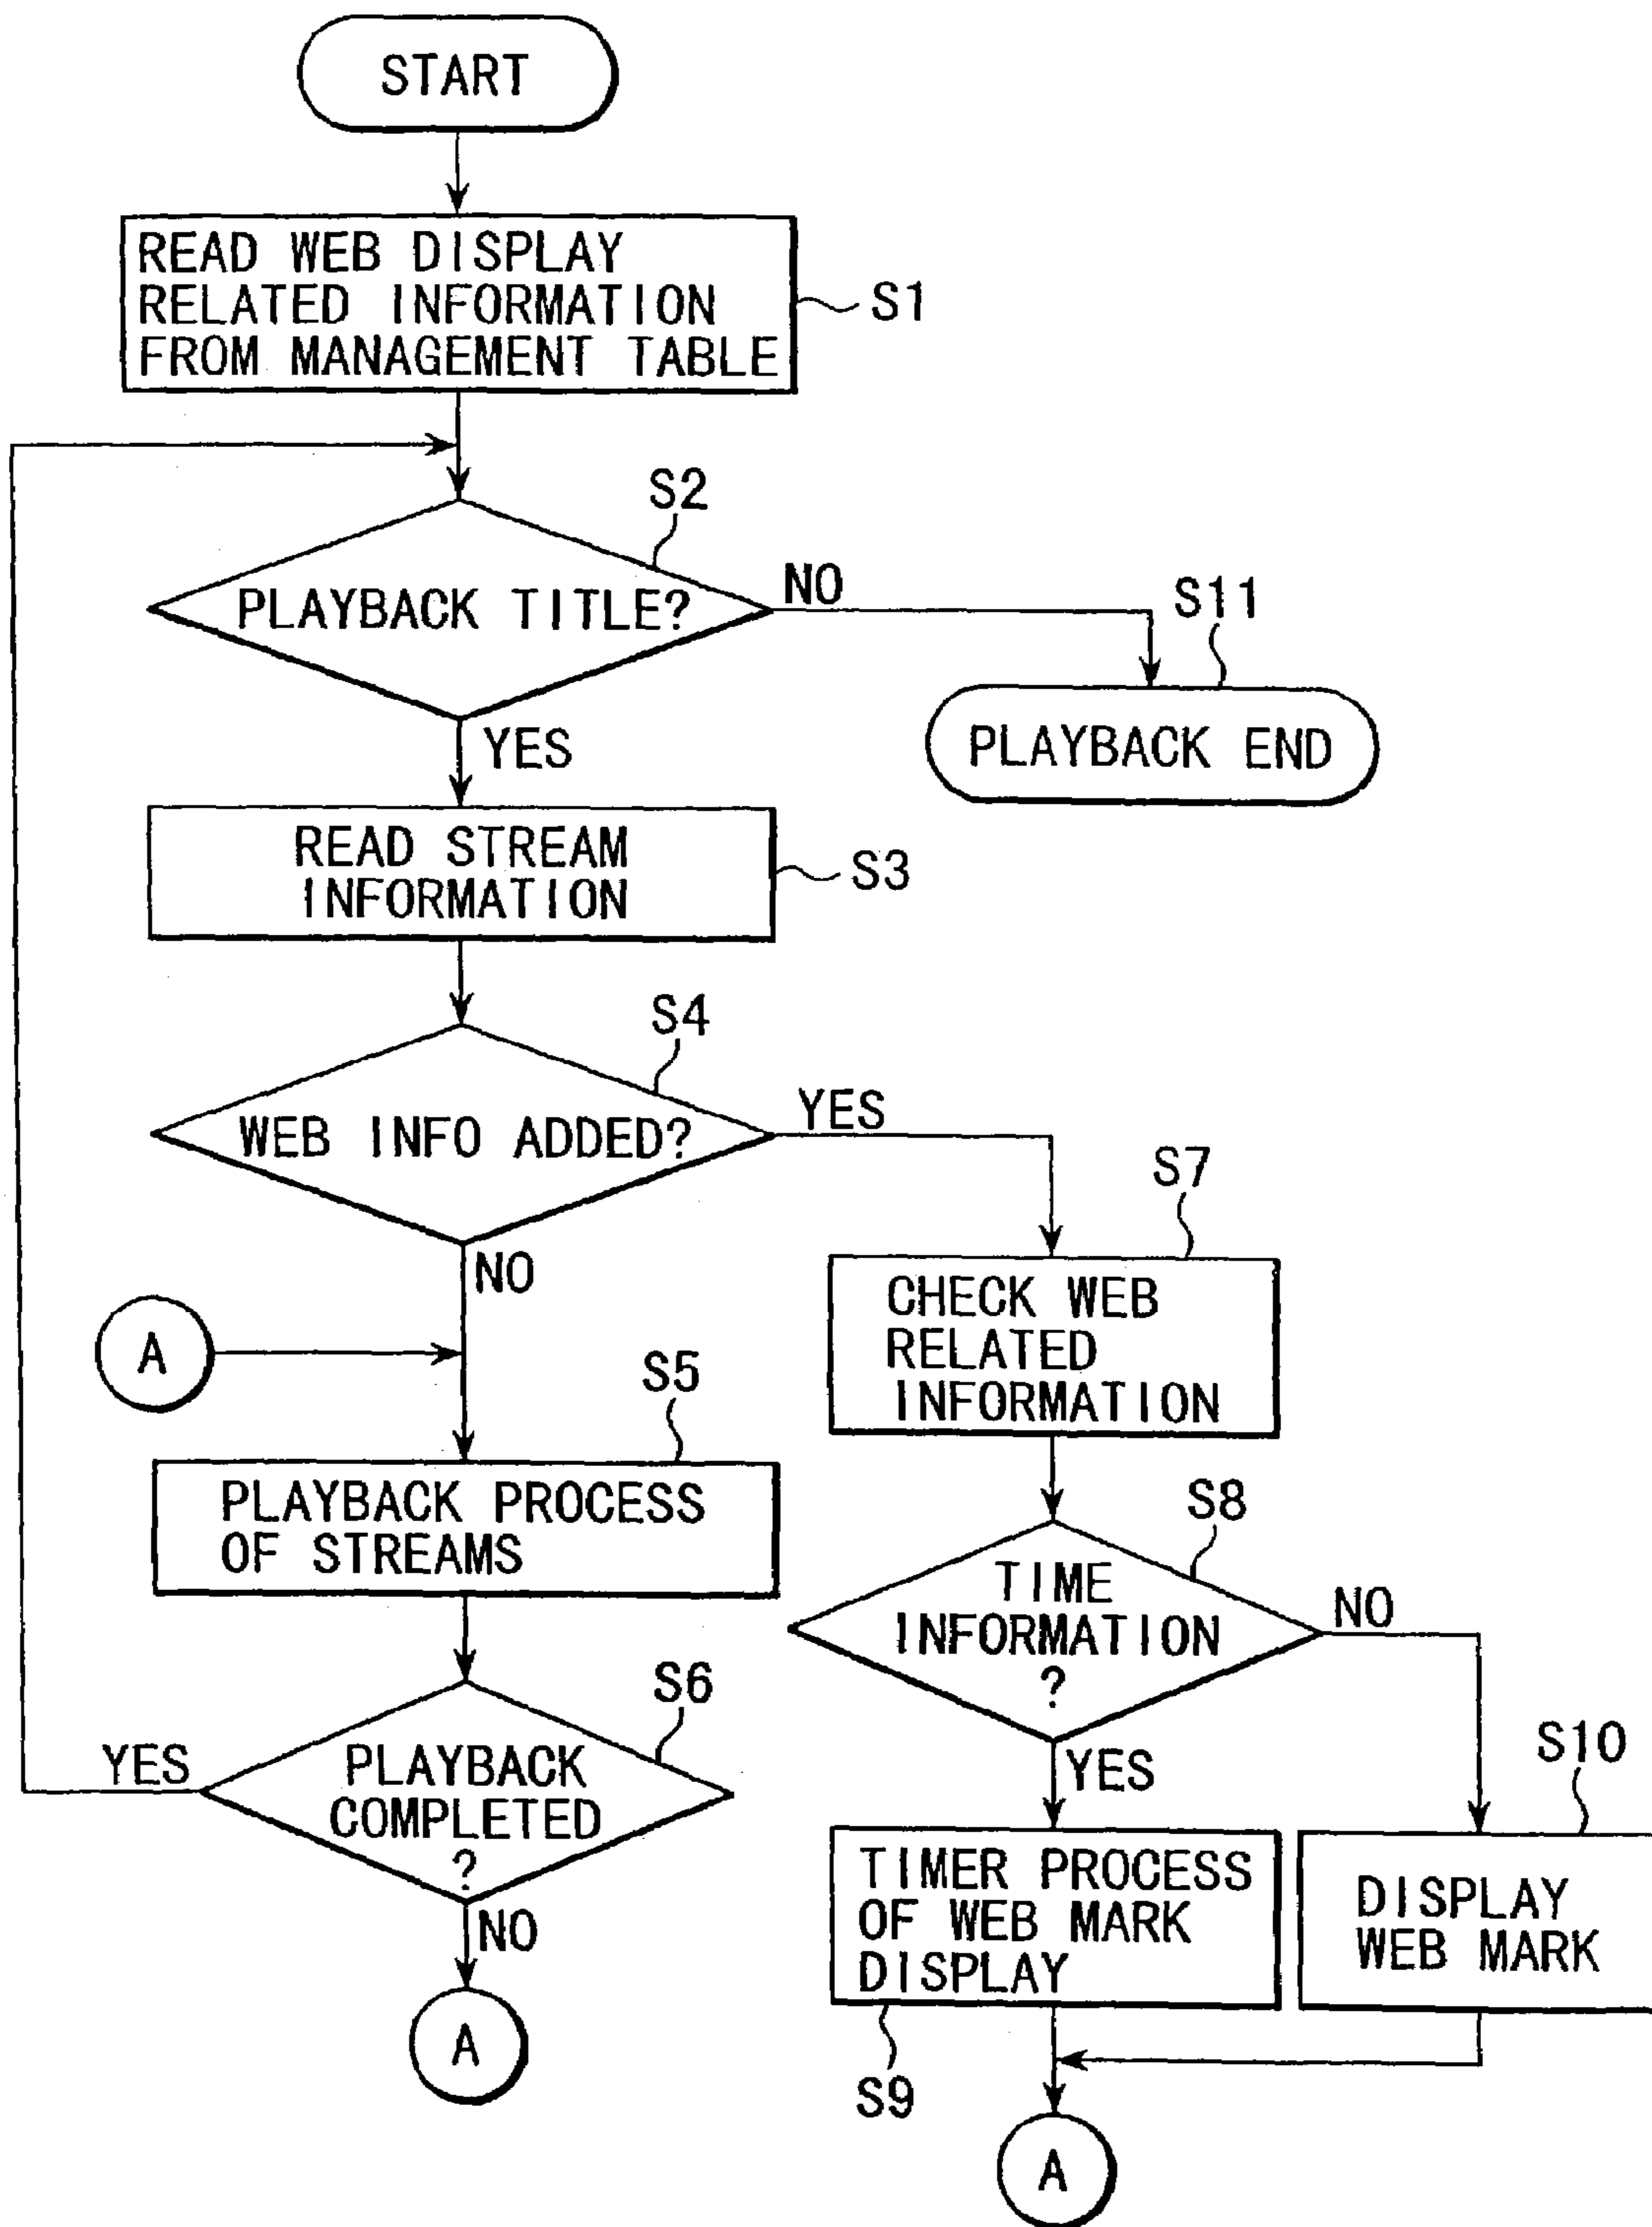 START
READ WEB DISPLAY
RELATED INFORMATION
FROM MANAGEMENT TABLE
S1
S2
PLAYBACK TITLE?
NO
S11
PLAYBACK END
YES
READ STREAM
INFORMATION
S3
S4
WEB INFO ADDED?
YES
NO
S7
CHECK WEB
RELATED
INFORMATION
A
S5
PLAYBACK PROCESS
OF STREAMS
S8
TIME
INFORMATION
?
NO
YES
S6
PLAYBACK
COMPLETED
?
YES
NO
A
S10
TIMER PROCESS
OF WEB MARK
DISPLAY
S9
DISPLAY
WEB MARK
A